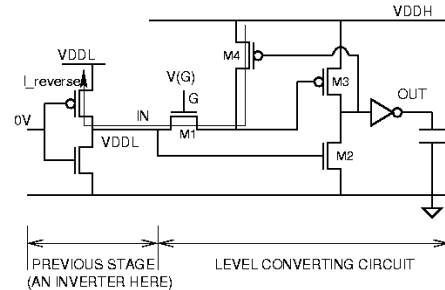 VDDH
VDDL
M4
I_reverse
V(G)
M3
G
OUT
0V
IN
VDDL
M1
M2
PREVIOUS STAGE
(AN INVERTER HERE)
LEVEL CONVERTING CIRCUIT